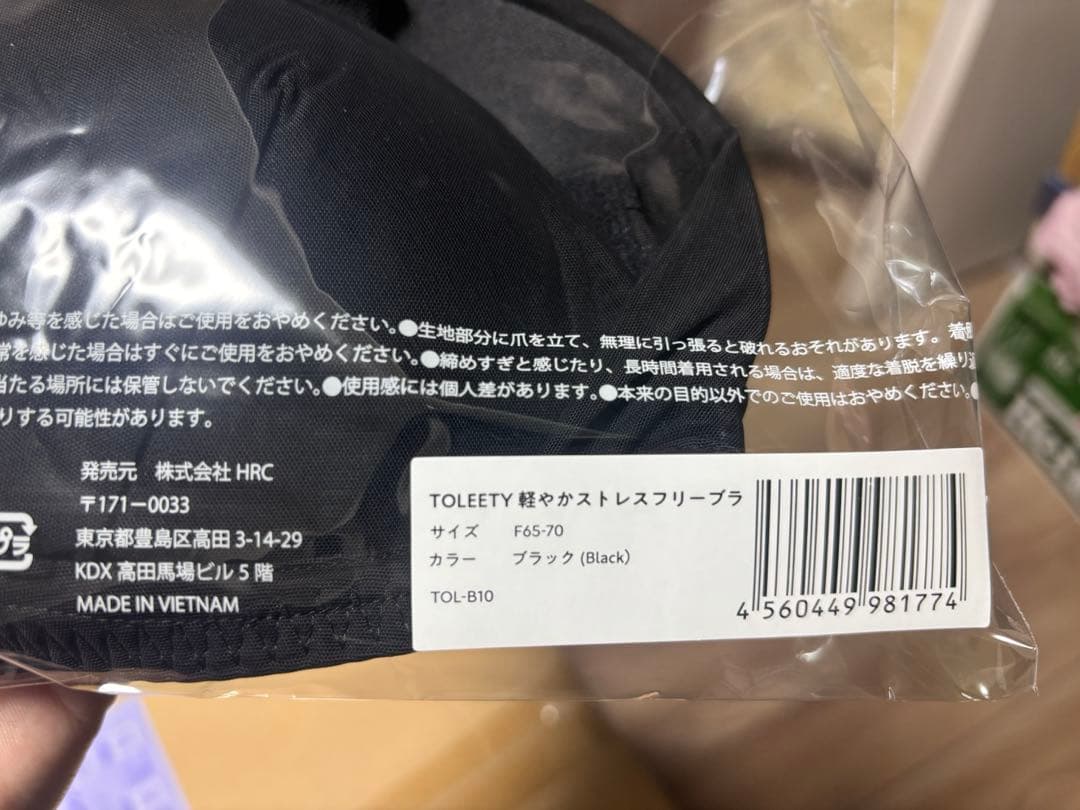 ゆみ等を感じた場合はご使用をおやめください。●生地部分に爪を立て、無理に引っ張ると破れるおそれがあります。着
常を感じた場合はすぐにご使用をおやめください。●締めすぎと感じたり、長時間着用される場合は、適度な着脱を繰り
当たる場所には保管しないでください。●使用感には個人差があります。●本来の目的以外でのご使用はおやめください。●
りする可能性があります。
発売元 株式会社 HRC
〒171-0033
東京都豊島区高田 3-14-29
KDX 高田馬場ビル 5 階
MADE IN VIETNAM
プラ
TOLEETY 軽やかストレスフリーブラ
サイズ F65-70
カラー ブラック (Black)
TOL-B10
4 560449 981774